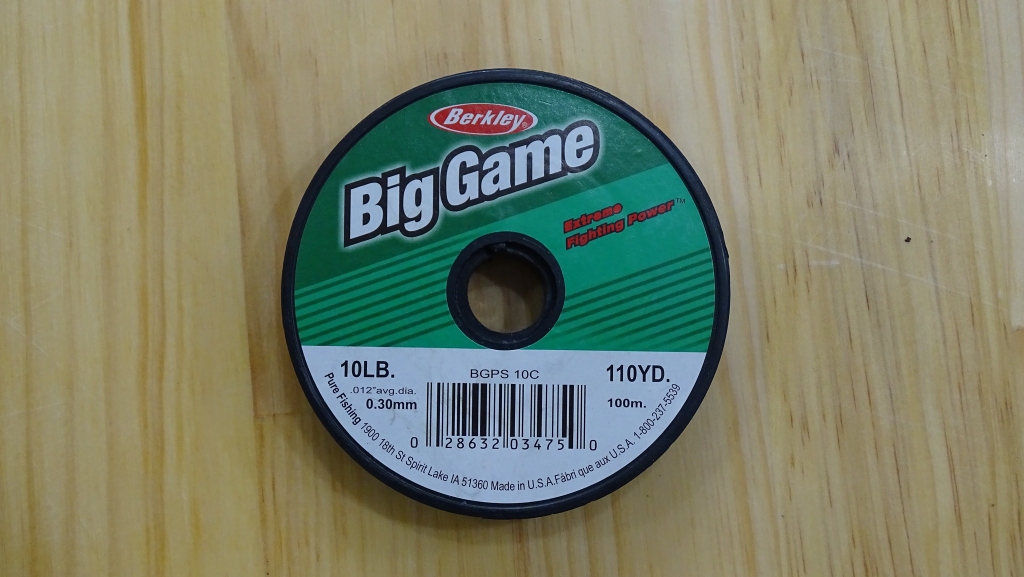 Berkley®
Big Game
Extreme
Fighting Power™
10LB.
BGPS 10C
110YD.
.012"avg.dia.
0.30mm
100m.
0 28632 03475 0
Pure Fishing 1900 18th St Spirit Lake IA 51360 Made in U.S.A.Fabri que aux U.S.A. 1-800-237-5539